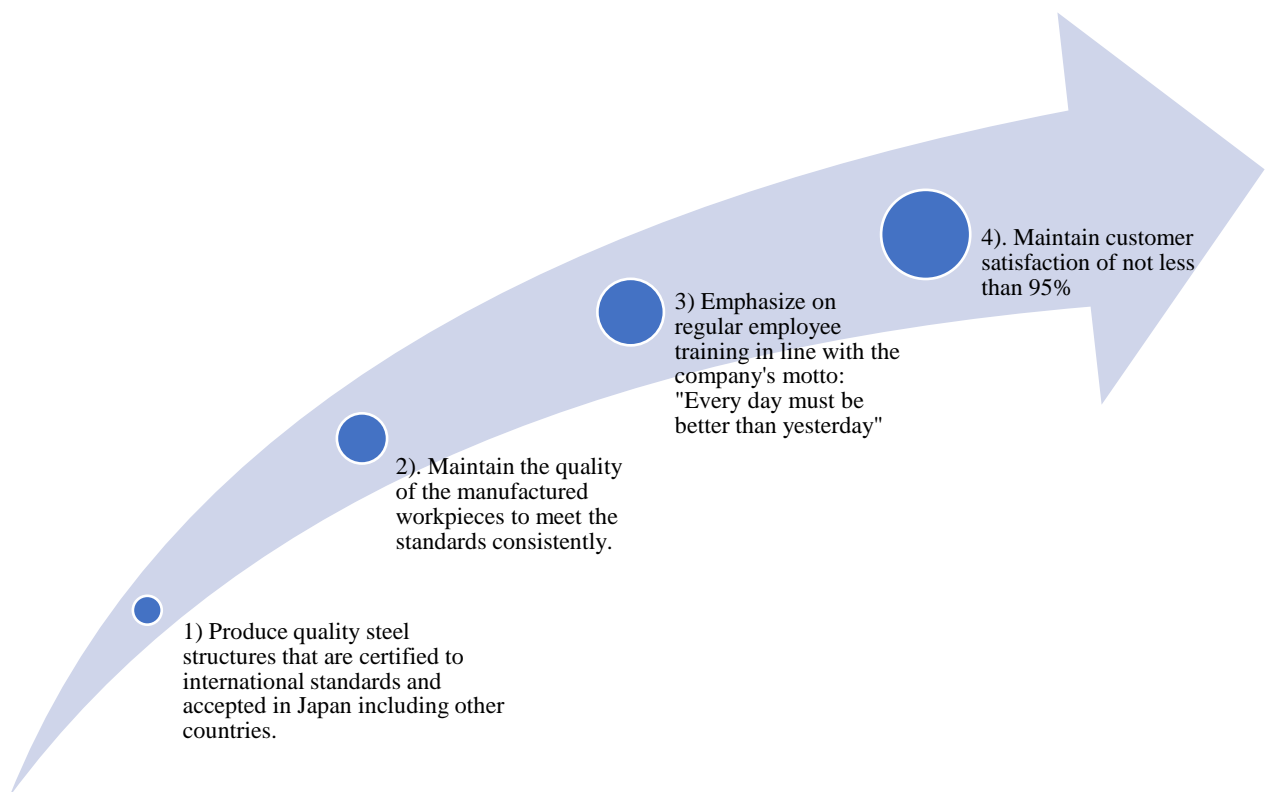 1) Produce quality steel
structures that are certified to
international standards and
accepted in Japan including other
countries.
2). Maintain the quality
of the manufactured
workpieces to meet the
standards consistently.
3) Emphasize on
regular employee
training in line with the
company's motto:
"Every day must be
better than yesterday"
4). Maintain customer
satisfaction of not less
than 95%